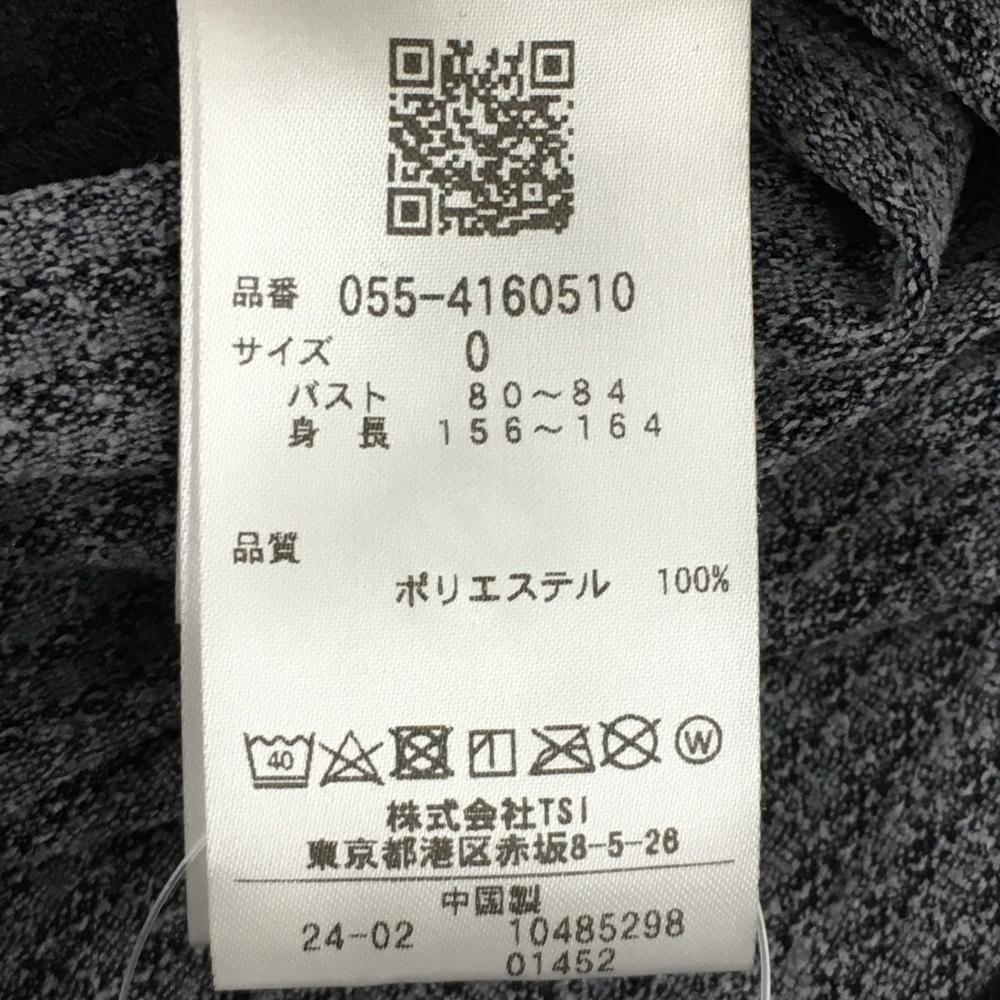 品番 055-4160510
サイズ 0
バスト 80～84
身長 156～164
品質
ポリエステル 100%
40 W
株式会社TSI
東京都港区赤坂8-5-26
中国製
24-02 10485298
01452